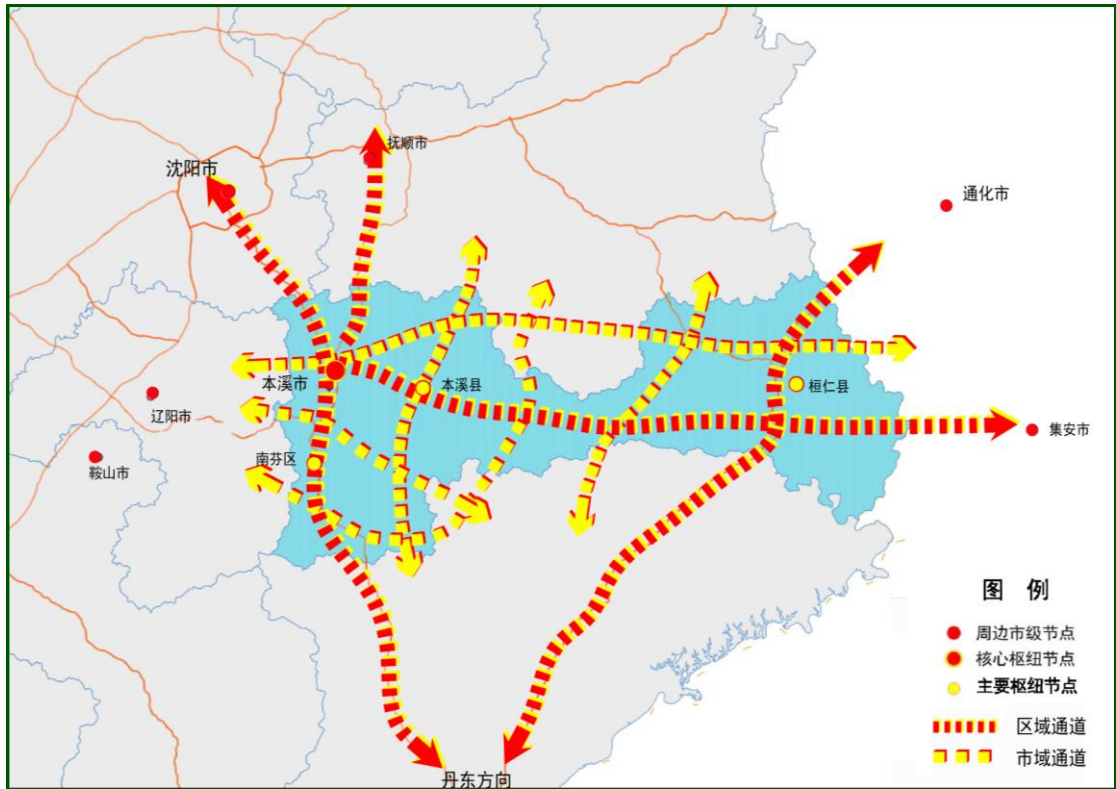 抚顺市
沈阳市
通化市
本溪市
本溪县
桓仁县
辽阳市
集安市
南芬区
鞍山市
图 例
周边市级节点
核心枢纽节点
主要枢纽节点
区域通道
市域通道
丹东方向